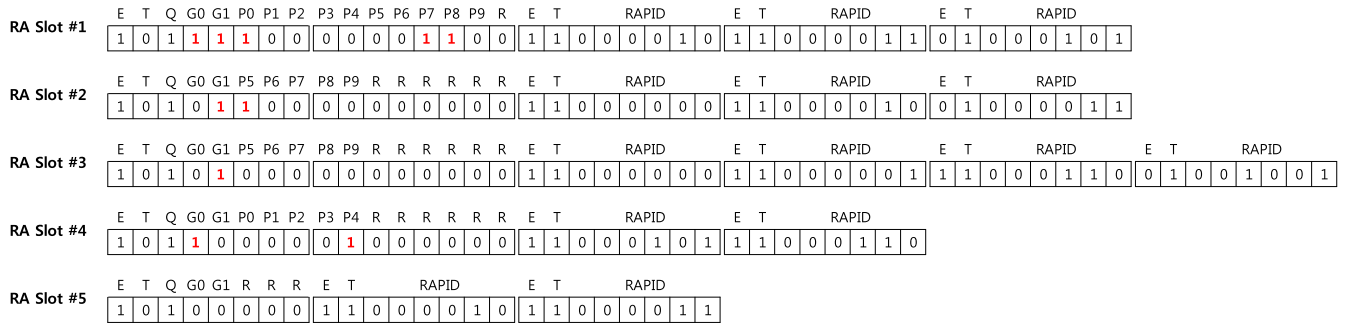 E T Q G0 G1 P0 P1 P2 P3 P4 P5 P6 P7 P8 P9 R E T RAPID E T RAPID E T RAPID
RA Slot #1 1 0 1 1 1 1 0 0 0 0 0 0 1 1 0 0 1 1 0 0 0 0 1 0 1 1 0 0 0 0 1 1 0 1 0 0 0 1 0 1
E T Q G0 G1 P5 P6 P7 P8 P9 R R R R R R E T RAPID E T RAPID E T RAPID
RA Slot #2 1 0 1 0 1 1 0 0 0 0 0 0 0 0 0 0 1 1 0 0 0 0 0 0 1 1 0 0 0 0 1 0 0 1 0 0 0 0 1 1
E T Q G0 G1 P5 P6 P7 P8 P9 R R R R R R E T RAPID E T RAPID E T RAPID E T RAPID
RA Slot #3 1 0 1 0 1 0 0 0 0 0 0 0 0 0 0 0 1 1 0 0 0 0 0 0 1 1 0 0 0 0 0 1 1 1 0 0 0 1 1 0 0 1 0 0 1 0 0 1
E T Q G0 G1 P0 P1 P2 P3 P4 R R R R R R E T RAPID E T RAPID
RA Slot #4 1 0 1 1 0 0 0 0 0 1 0 0 0 0 0 0 1 1 0 0 0 1 0 1 1 1 0 0 0 1 1 0
E T Q G0 G1 R R R E T RAPID E T RAPID
RA Slot #5 1 0 1 0 0 0 0 0 1 1 0 0 0 0 1 0 1 1 0 0 0 0 1 1